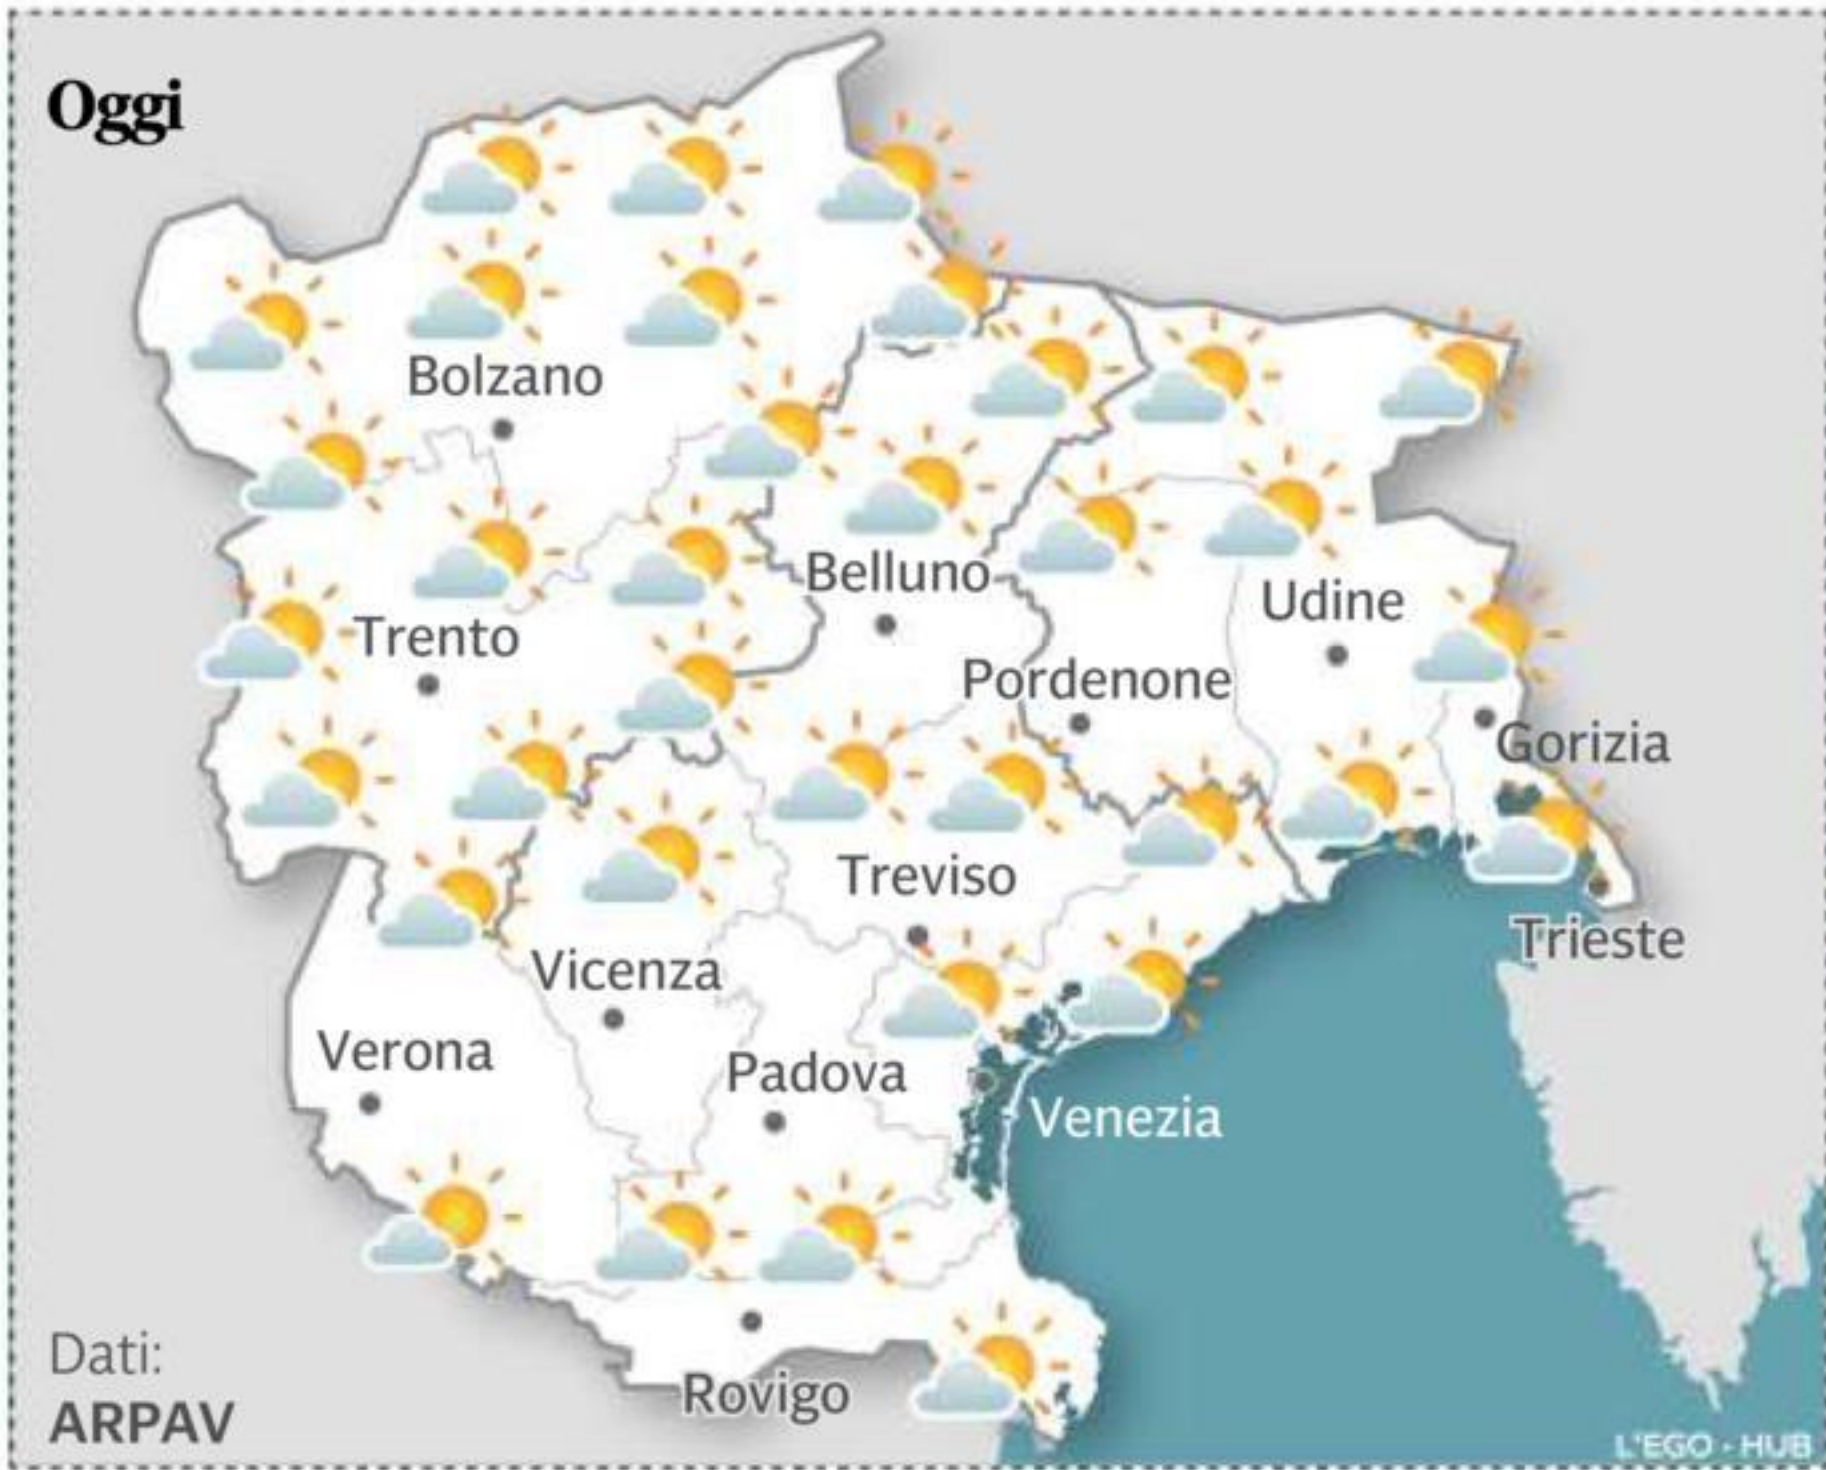 Oggi
Bolzano
Belluno
Udine
Trento
Pordenone
Gorizia
Treviso
Trieste
Vicenza
Verona
Padova
Venezia
Dati:
ARPAV
Rovigo
L'EGO - HUB